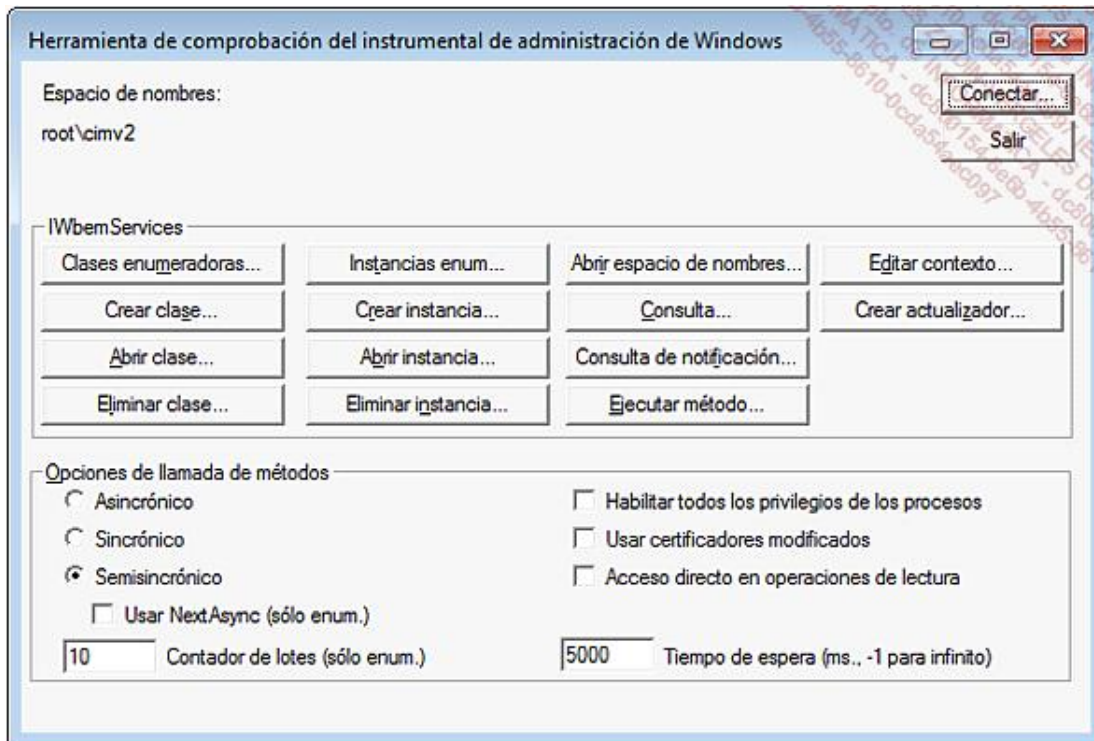 Herramienta de comprobación del instrumental de administración de Windows
Espacio de nombres:
Conectar...
root\cimv2
Salir
IWbemServices
Clases enumeradoras...
Instancias enum...
Abrir espacio de nombres...
Editar contexto...
Crear clase...
Crear instancia...
Consulta...
Crear actualizador...
Abrir clase...
Abrir instancia...
Consulta de notificación...
Eliminar clase...
Eliminar instancia...
Ejecutar método...
Opciones de llamada de métodos
Asincrónico
Habilitar todos los privilegios de los procesos
Sincrónico
Usar certificadores modificados
Semisincrónico
Acceso directo en operaciones de lectura
Usar NextAsync (sólo enum.)
10 Contador de lotes (sólo enum.)
5000 Tiempo de espera (ms., -1 para infinito)